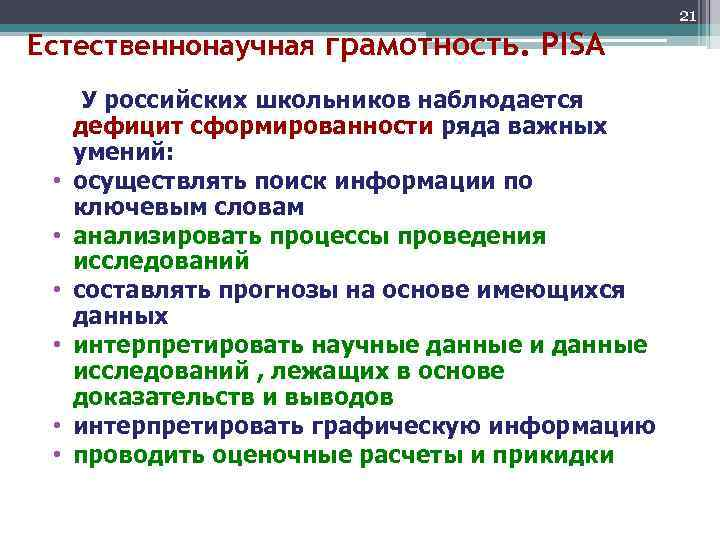 21
Естественнонаучная грамотность. PISA
У российских школьников наблюдается
дефицит сформированности ряда важных
умений:
• осуществлять поиск информации по
ключевым словам
• анализировать процессы проведения
исследований
• составлять прогнозы на основе имеющихся
данных
• интерпретировать научные данные и данные
исследований , лежащих в основе
доказательств и выводов
• интерпретировать графическую информацию
• проводить оценочные расчеты и прикидки